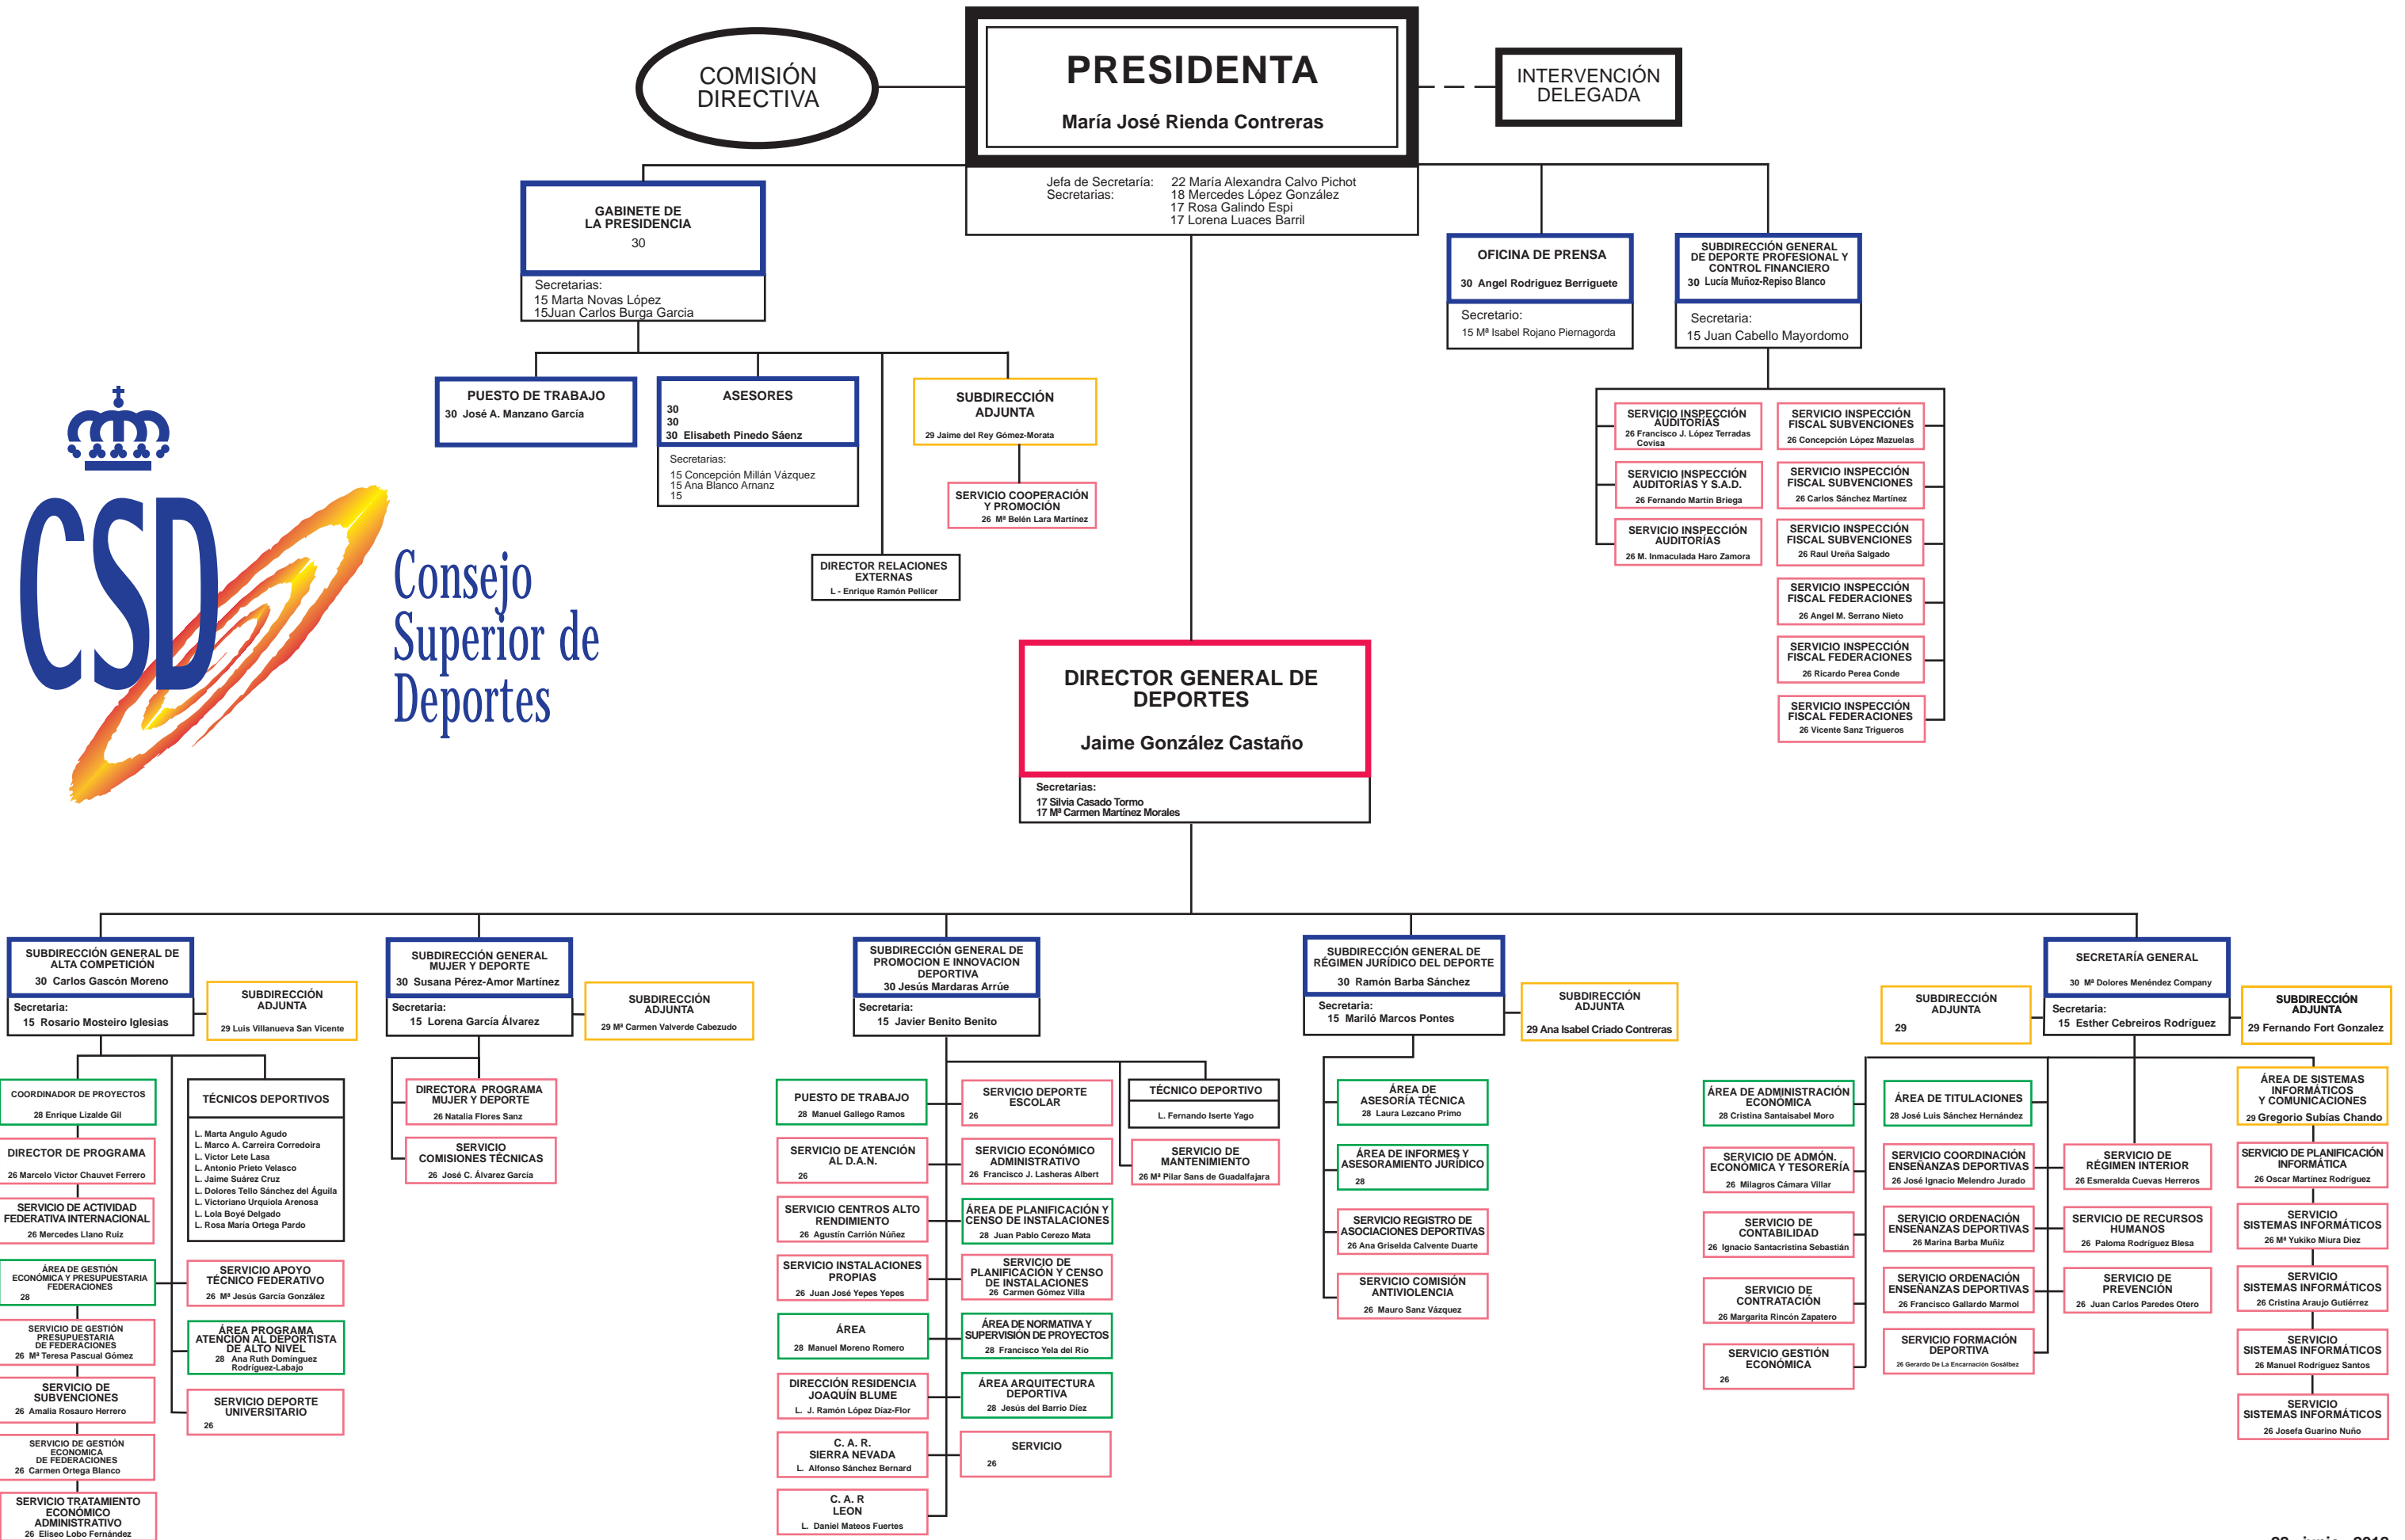 COMISIÓN
DIRECTIVA
PRESIDENTA
María José Rienda Contreras
INTERVENCIÓN
DELEGADA
Jefa de Secretaría: 22 María Alexandra Calvo Pichot
Secretarias: 18 Mercedes López González
17 Rosa Galindo Espi
17 Lorena Luaces Barril
GABINETE DE
LA PRESIDENCIA
30
Secretarias:
15 Marta Novas López
15Juan Carlos Burga Garcia
OFICINA DE PRENSA
30 Angel Rodriguez Berriguete
Secretario:
15 Mª Isabel Rojano Piernagorda
SUBDIRECCIÓN GENERAL
DE DEPORTE PROFESIONAL Y
CONTROL FINANCIERO
30 Lucía Muñoz-Repiso Blanco
Secretaria:
15 Juan Cabello Mayordomo
PUESTO DE TRABAJO
30 José A. Manzano García
ASESORES
30
30
30 Elisabeth Pinedo Sáenz
Secretarias:
15 Concepción Millán Vázquez
15 Ana Blanco Arnanz
15
SUBDIRECCIÓN
ADJUNTA
29 Jaime del Rey Gómez-Morata
SERVICIO COOPERACIÓN
Y PROMOCIÓN
26 Mª Belén Lara Martínez
DIRECTOR RELACIONES
EXTERNAS
L - Enrique Ramón Pellicer
SERVICIO INSPECCIÓN
AUDITORÍAS
26 Francisco J. López Terradas
Covisa
SERVICIO INSPECCIÓN
AUDITORÍAS Y S.A.D.
26 Fernando Martín Briega
SERVICIO INSPECCIÓN
AUDITORÍAS
26 M. Inmaculada Haro Zamora
SERVICIO INSPECCIÓN
FISCAL SUBVENCIONES
26 Concepción López Mazuelas
SERVICIO INSPECCIÓN
FISCAL SUBVENCIONES
26 Carlos Sánchez Martínez
SERVICIO INSPECCIÓN
FISCAL SUBVENCIONES
26 Raul Ureña Salgado
SERVICIO INSPECCIÓN
FISCAL FEDERACIONES
26 Angel M. Serrano Nieto
SERVICIO INSPECCIÓN
FISCAL FEDERACIONES
26 Ricardo Perea Conde
SERVICIO INSPECCIÓN
FISCAL FEDERACIONES
26 Vicente Sanz Trigueros
CSD
Consejo
Superior de
Deportes
DIRECTOR GENERAL DE
DEPORTES
Jaime González Castaño
Secretarias:
17 Silvia Casado Tormo
17 Mª Carmen Martínez Morales
SUBDIRECCIÓN GENERAL DE
ALTA COMPETICIÓN
30 Carlos Gascón Moreno
Secretaria:
15 Rosario Mosteiro Iglesias
SUBDIRECCIÓN
ADJUNTA
29 Luis Villanueva San Vicente
COORDINADOR DE PROYECTOS
28 Enrique Lizalde Gil
DIRECTOR DE PROGRAMA
26 Marcelo Victor Chauvet Ferrero
SERVICIO DE ACTIVIDAD
FEDERATIVA INTERNACIONAL
26 Mercedes Llano Ruiz
ÁREA DE GESTIÓN
ECONÓMICA Y PRESUPUESTARIA
FEDERACIONES
28
SERVICIO DE GESTIÓN
PRESUPUESTARIA
DE FEDERACIONES
26 Mª Teresa Pascual Gómez
SERVICIO DE
SUBVENCIONES
26 Amalia Rosauro Herrero
SERVICIO DE GESTIÓN
ECONOMICA
DE FEDERACIONES
26 Carmen Ortega Blanco
SERVICIO TRATAMIENTO
ECONÓMICO
ADMINISTRATIVO
26 Eliseo Lobo Fernández
TÉCNICOS DEPORTIVOS
L. Marta Angulo Agudo
L. Marco A. Carreira Corredoira
L. Victor Lete Lasa
L. Antonio Prieto Velasco
L. Jaime Suárez Cruz
L. Dolores Tello Sánchez del Águila
L. Victoriano Urquiola Arenosa
L. Lola Boyé Delgado
L. Rosa María Ortega Pardo
SERVICIO APOYO
TÉCNICO FEDERATIVO
26 Mª Jesús García González
ÁREA PROGRAMA
ATENCIÓN AL DEPORTISTA
DE ALTO NIVEL
28 Ana Ruth Domínguez
Rodríguez-Labajo
SERVICIO DEPORTE
UNIVERSITARIO
26
SUBDIRECCIÓN GENERAL
MUJER Y DEPORTE
30 Susana Pérez-Amor Martínez
Secretaria:
15 Lorena García Álvarez
SUBDIRECCIÓN
ADJUNTA
29 Mª Carmen Valverde Cabezudo
DIRECTORA PROGRAMA
MUJER Y DEPORTE
26 Natalia Flores Sanz
SERVICIO
COMISIONES TÉCNICAS
26 José C. Álvarez García
SUBDIRECCIÓN GENERAL DE
PROMOCION E INNOVACION
DEPORTIVA
30 Jesús Mardaras Arrúe
Secretaria:
15 Javier Benito Benito
PUESTO DE TRABAJO
28 Manuel Gallego Ramos
SERVICIO DE ATENCIÓN
AL D.A.N.
26
SERVICIO CENTROS ALTO
RENDIMIENTO
26 Agustín Carrión Núñez
SERVICIO INSTALACIONES
PROPIAS
26 Juan José Yepes Yepes
ÁREA
28 Manuel Moreno Romero
DIRECCIÓN RESIDENCIA
JOAQUÍN BLUME
L. J. Ramón López Díaz-Flor
C. A. R.
SIERRA NEVADA
L. Alfonso Sánchez Bernard
C. A. R
LEON
L. Daniel Mateos Fuertes
SERVICIO DEPORTE
ESCOLAR
26
SERVICIO ECONÓMICO
ADMINISTRATIVO
26 Francisco J. Lasheras Albert
ÁREA DE PLANIFICACIÓN Y
CENSO DE INSTALACIONES
28 Juan Pablo Cerezo Mata
SERVICIO DE
PLANIFICACIÓN Y CENSO
DE INSTALACIONES
26 Carmen Gómez Villa
ÁREA DE NORMATIVA Y
SUPERVISIÓN DE PROYECTOS
28 Francisco Yela del Río
ÁREA ARQUITECTURA
DEPORTIVA
28 Jesús del Barrio Díez
SERVICIO
26
TÉCNICO DEPORTIVO
L. Fernando Iserte Yago
SERVICIO DE
MANTENIMIENTO
26 Mª Pilar Sans de Guadalfajara
SUBDIRECCIÓN GENERAL DE
RÉGIMEN JURÍDICO DEL DEPORTE
30 Ramón Barba Sánchez
Secretaria:
15 Mariló Marcos Pontes
SUBDIRECCIÓN
ADJUNTA
29 Ana Isabel Criado Contreras
ÁREA DE
ASESORÍA TÉCNICA
28 Laura Lezcano Primo
ÁREA DE INFORMES Y
ASESORAMIENTO JURÍDICO
28
SERVICIO REGISTRO DE
ASOCIACIONES DEPORTIVAS
26 Ana Griselda Calvente Duarte
SERVICIO COMISIÓN
ANTIVIOLENCIA
26 Mauro Sanz Vázquez
SUBDIRECCIÓN
ADJUNTA
29
SECRETARÍA GENERAL
30 Mª Dolores Menéndez Company
Secretaria:
15 Esther Cebreiros Rodríguez
SUBDIRECCIÓN
ADJUNTA
29 Fernando Fort Gonzalez
ÁREA DE ADMINISTRACIÓN
ECONÓMICA
28 Cristina Santaisabel Moro
SERVICIO DE ADMÓN.
ECONÓMICA Y TESORERÍA
26 Milagros Cámara Villar
SERVICIO DE
CONTABILIDAD
26 Ignacio Santacristina Sebastián
SERVICIO DE
CONTRATACIÓN
26 Margarita Rincón Zapatero
SERVICIO GESTIÓN
ECONÓMICA
26
ÁREA DE TITULACIONES
28 José Luis Sánchez Hernández
SERVICIO COORDINACIÓN
ENSEÑANZAS DEPORTIVAS
26 José Ignacio Melendro Jurado
SERVICIO ORDENACIÓN
ENSEÑANZAS DEPORTIVAS
26 Marina Barba Muñiz
SERVICIO ORDENACIÓN
ENSEÑANZAS DEPORTIVAS
26 Francisco Gallardo Marmol
SERVICIO FORMACIÓN
DEPORTIVA
26 Gerardo De La Encarnación Gosálbez
SERVICIO DE
RÉGIMEN INTERIOR
26 Esmeralda Cuevas Herreros
SERVICIO DE RECURSOS
HUMANOS
26 Paloma Rodríguez Blesa
SERVICIO DE
PREVENCIÓN
26 Juan Carlos Paredes Otero
ÁREA DE SISTEMAS
INFORMÁTICOS
Y COMUNICACIONES
29 Gregorio Subías Chando
SERVICIO DE PLANIFICACIÓN
INFORMÁTICA
26 Oscar Martínez Rodríguez
SERVICIO
SISTEMAS INFORMÁTICOS
26 Mª Yukiko Miura Diez
SERVICIO
SISTEMAS INFORMÁTICOS
26 Cristina Araujo Gutiérrez
SERVICIO
SISTEMAS INFORMÁTICOS
26 Manuel Rodríguez Santos
SERVICIO
SISTEMAS INFORMÁTICOS
26 Josefa Guarino Nuño